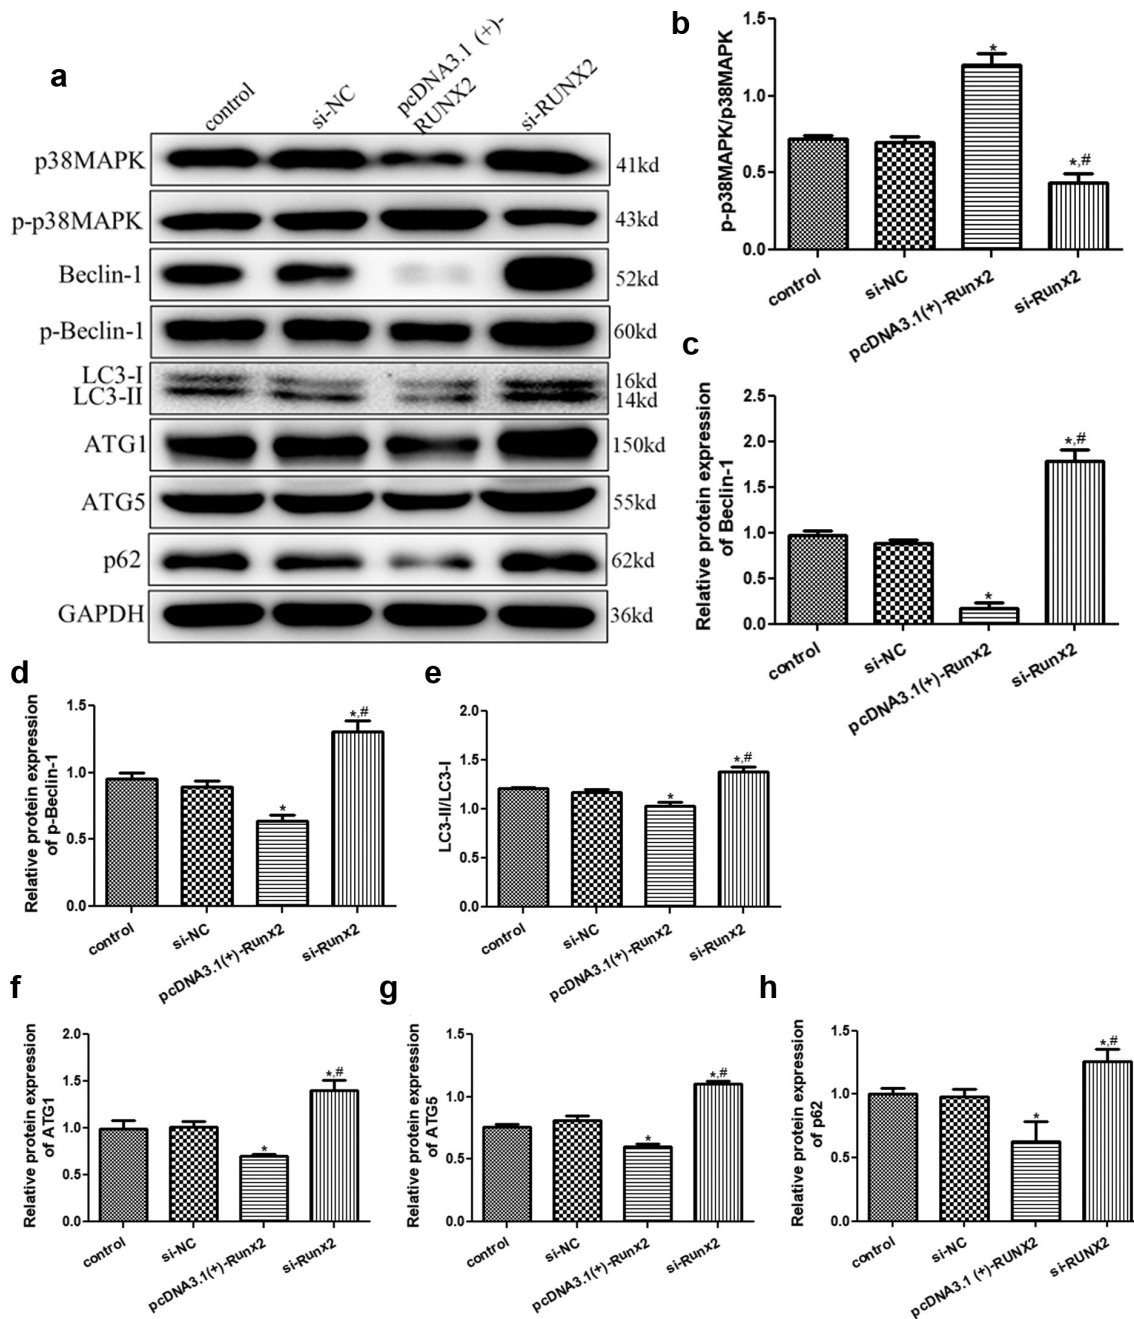 a
control
si-NC
pcDNA3.1 (+)-
RUNX2
si-RUNX2
p38MAPK
41kd
p-p38MAPK
43kd
Beclin-1
52kd
p-Beclin-1
60kd
LC3-I
16kd
LC3-II
14kd
ATG1
150kd
ATG5
55kd
p62
62kd
GAPDH
36kd
b
p-p38MAPK/p38MAPK
1.5
1.0
0.5
0.0
*
*,#
control
si-NC
pcDNA3.1(+)-Runx2
si-Runx2
c
Relative protein expression
of Beclin-1
2.5
2.0
1.5
1.0
0.5
0.0
*
*,#
control
si-NC
pcDNA3.1(+)-Runx2
si-Runx2
d
Relative protein expression
of p-Beclin-1
1.5
1.0
0.5
0.0
*
*,#
control
si-NC
pcDNA3.1(+)-Runx2
si-Runx2
e
LC3-II/LC3-I
2.0
1.5
1.0
0.5
0.0
*
*,#
control
si-NC
pcDNA3.1(+)-Runx2
si-Runx2
f
Relative protein expression
of ATG1
2.0
1.5
1.0
0.5
0.0
*
*,#
control
si-NC
pcDNA3.1(+)-Runx2
si-Runx2
g
Relative protein expression
of ATG5
1.5
1.0
0.5
0.0
*
*,#
control
si-NC
pcDNA3.1(+)-Runx2
si-Runx2
h
Relative protein expression
of p62
1.5
1.0
0.5
0.0
*
*,#
control
si-NC
pcDNA3.1 (+)-RUNX2
si-RUNX2